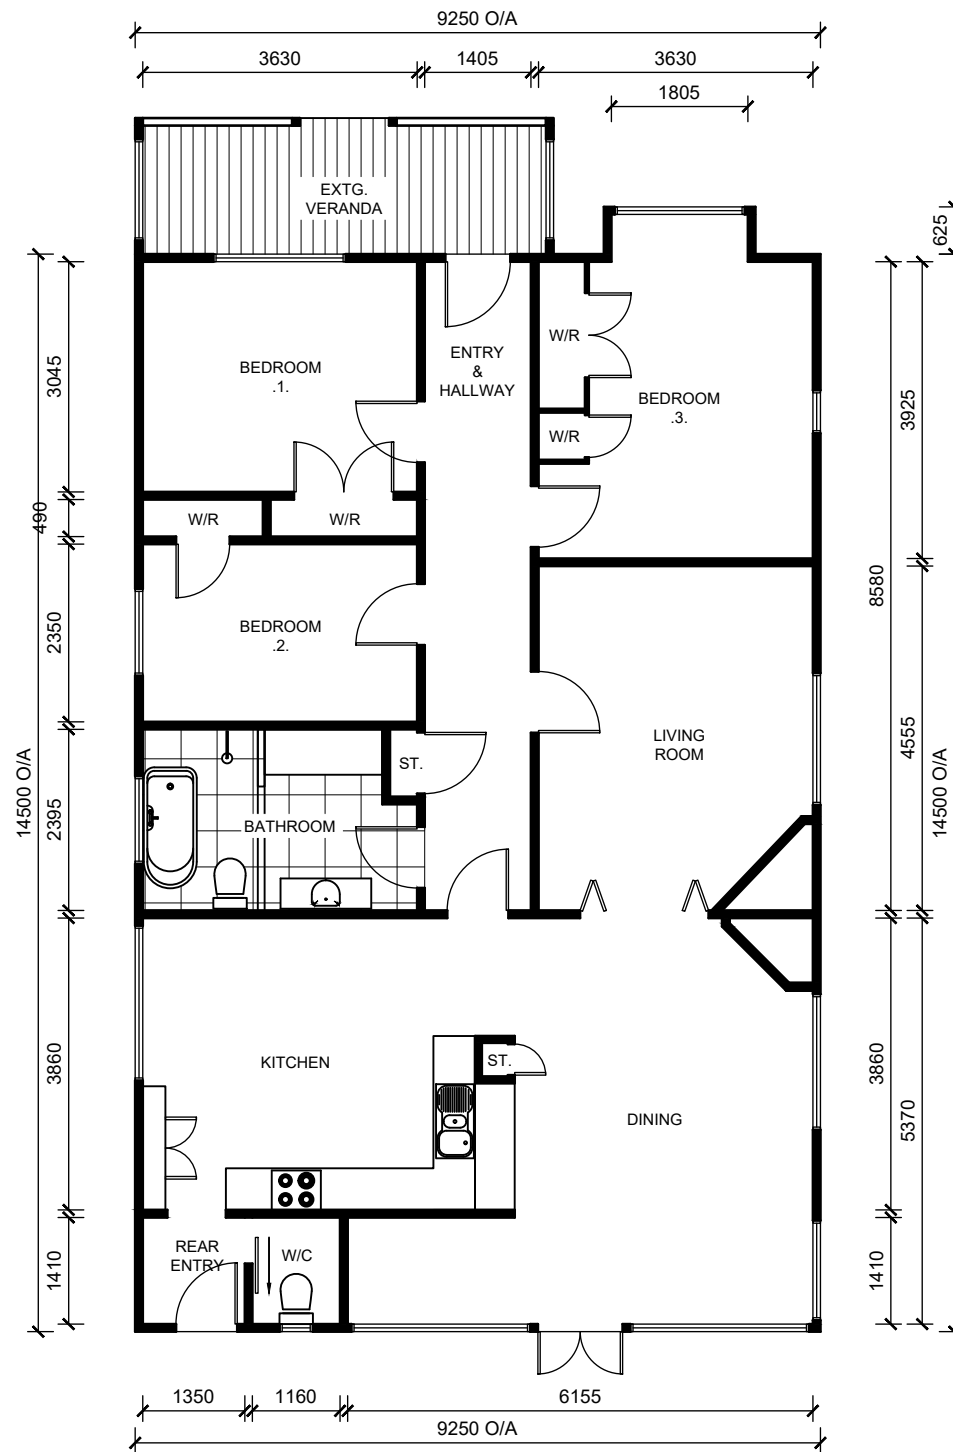 9250 O/A
3630
1405
3630
1805
EXTG.
VERANDA
625
3045
BEDROOM
.1.
ENTRY
&
HALLWAY
W/R
BEDROOM
.3.
3925
W/R
490
W/R
W/R
8580
2350
BEDROOM
.2.
14500 O/A
2395
ST.
LIVING
ROOM
4555
14500 O/A
BATHROOM
3860
KITCHEN
ST.
DINING
3860
5370
1410
REAR
ENTRY
W/C
1410
1350
1160
6155
9250 O/A